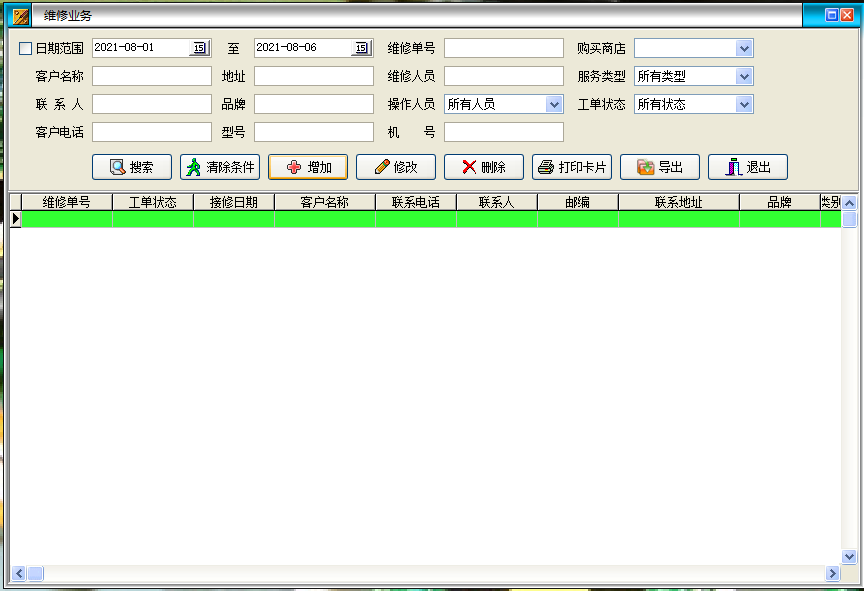 维修业务
日期范围 2021-08-01 15 至 2021-08-06 15 维修单号 购买商店
客户名称 地址 维修人员 服务类型 所有类型
联 系 人 品牌 操作人员 所有人员 工单状态 所有状态
客户电话 型号 机 号
搜索 清除条件 增加 修改 删除 打印卡片 导出 退出
维修单号 工单状态 接修日期 客户名称 联系电话 联系人 邮编 联系地址 品牌 类别